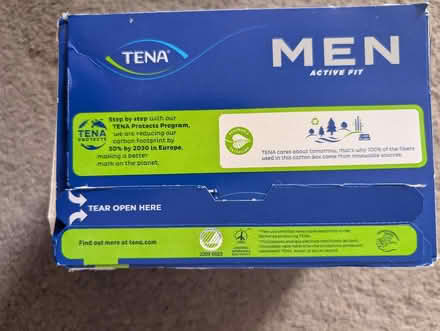 TENA
MEN
ACTIVE FIT
Step by step with our
TENA Protects Program,
we are reducing our
carbon footprint by
50% by 2030 in Europe,
making a better
mark on the planet.
TENA
PROTECTS
TENA cares about tomorrow, that's why 100% of the fibers
used in this carton box come from renewable sources.
TEAR OPEN HERE
Find out more at tena.com